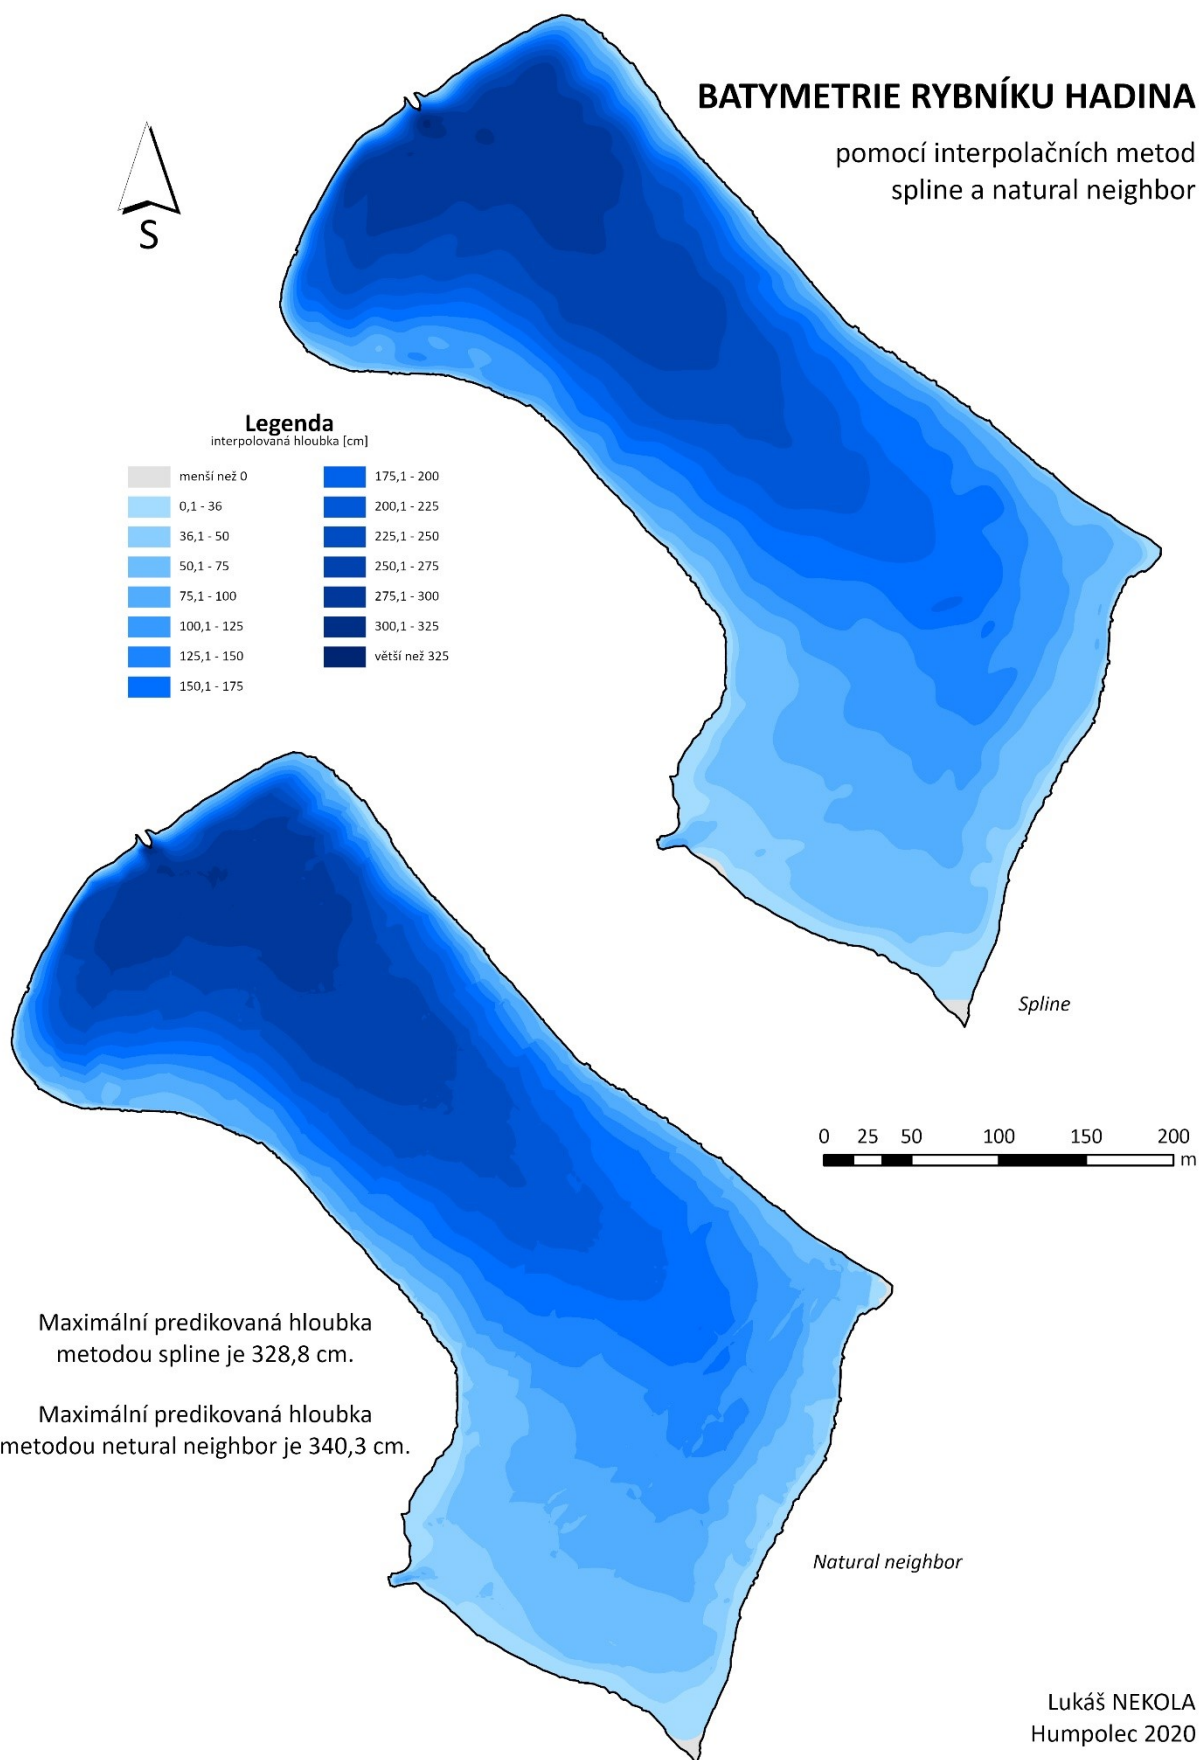 BATYMETRIE RYBNÍKU HADINA
pomocí interpolačních metod
spline a natural neighbor
S
Legenda
interpolovaná hloubka [cm]
menší než 0
0,1 - 36
36,1 - 50
50,1 - 75
75,1 - 100
100,1 - 125
125,1 - 150
150,1 - 175
175,1 - 200
200,1 - 225
225,1 - 250
250,1 - 275
275,1 - 300
300,1 - 325
větší než 325
Spline
0 25 50 100 150 200
m
Maximální predikovaná hloubka
metodou spline je 328,8 cm.
Maximální predikovaná hloubka
metodou netural neighbor je 340,3 cm.
Natural neighbor
Lukáš NEKOLA
Humpolec 2020